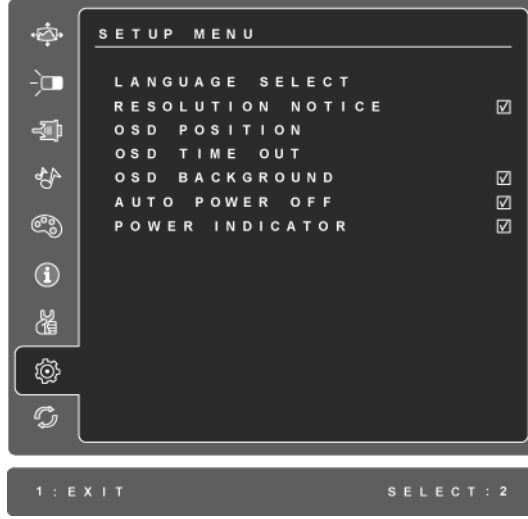 SETUP MENU
LANGUAGE SELECT
RESOLUTION NOTICE
OSD POSITION
OSD TIME OUT
OSD BACKGROUND
AUTO POWER OFF
POWER INDICATOR
1:EXIT SELECT:2